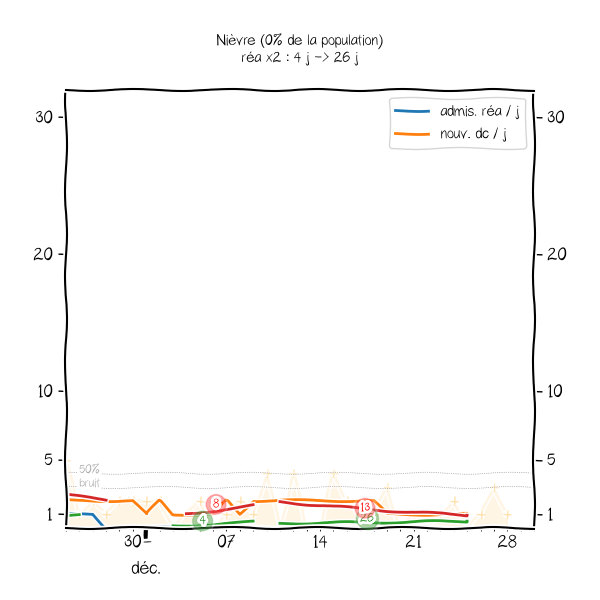 Nièvre (0% de la population)
réa x2 : 4 j -> 26 j
admis. réa / j
nouv. dc / j
30 30
20 20
10 10
5 5
50%
bruit
8
13
4
26
1 1
30 07 14 21 28
déc.